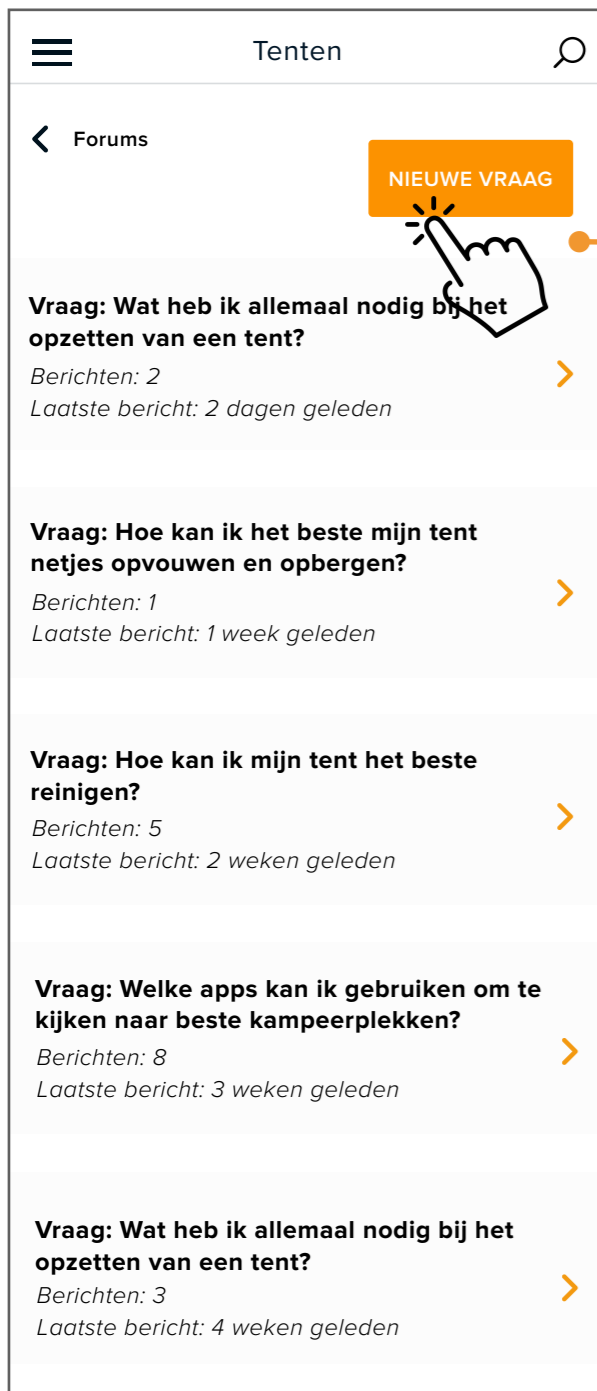 Tenten
Forums
NIEUWE VRAAG
Vraag: Wat heb ik allemaal nodig bij het
opzetten van een tent?
Berichten: 2
Laatste bericht: 2 dagen geleden
Vraag: Hoe kan ik het beste mijn tent
netjes opvouwen en opbergen?
Berichten: 1
Laatste bericht: 1 week geleden
Vraag: Hoe kan ik mijn tent het beste
reinigen?
Berichten: 5
Laatste bericht: 2 weken geleden
Vraag: Welke apps kan ik gebruiken om te
kijken naar beste kampeerplekken?
Berichten: 8
Laatste bericht: 3 weken geleden
Vraag: Wat heb ik allemaal nodig bij het
opzetten van een tent?
Berichten: 3
Laatste bericht: 4 weken geleden